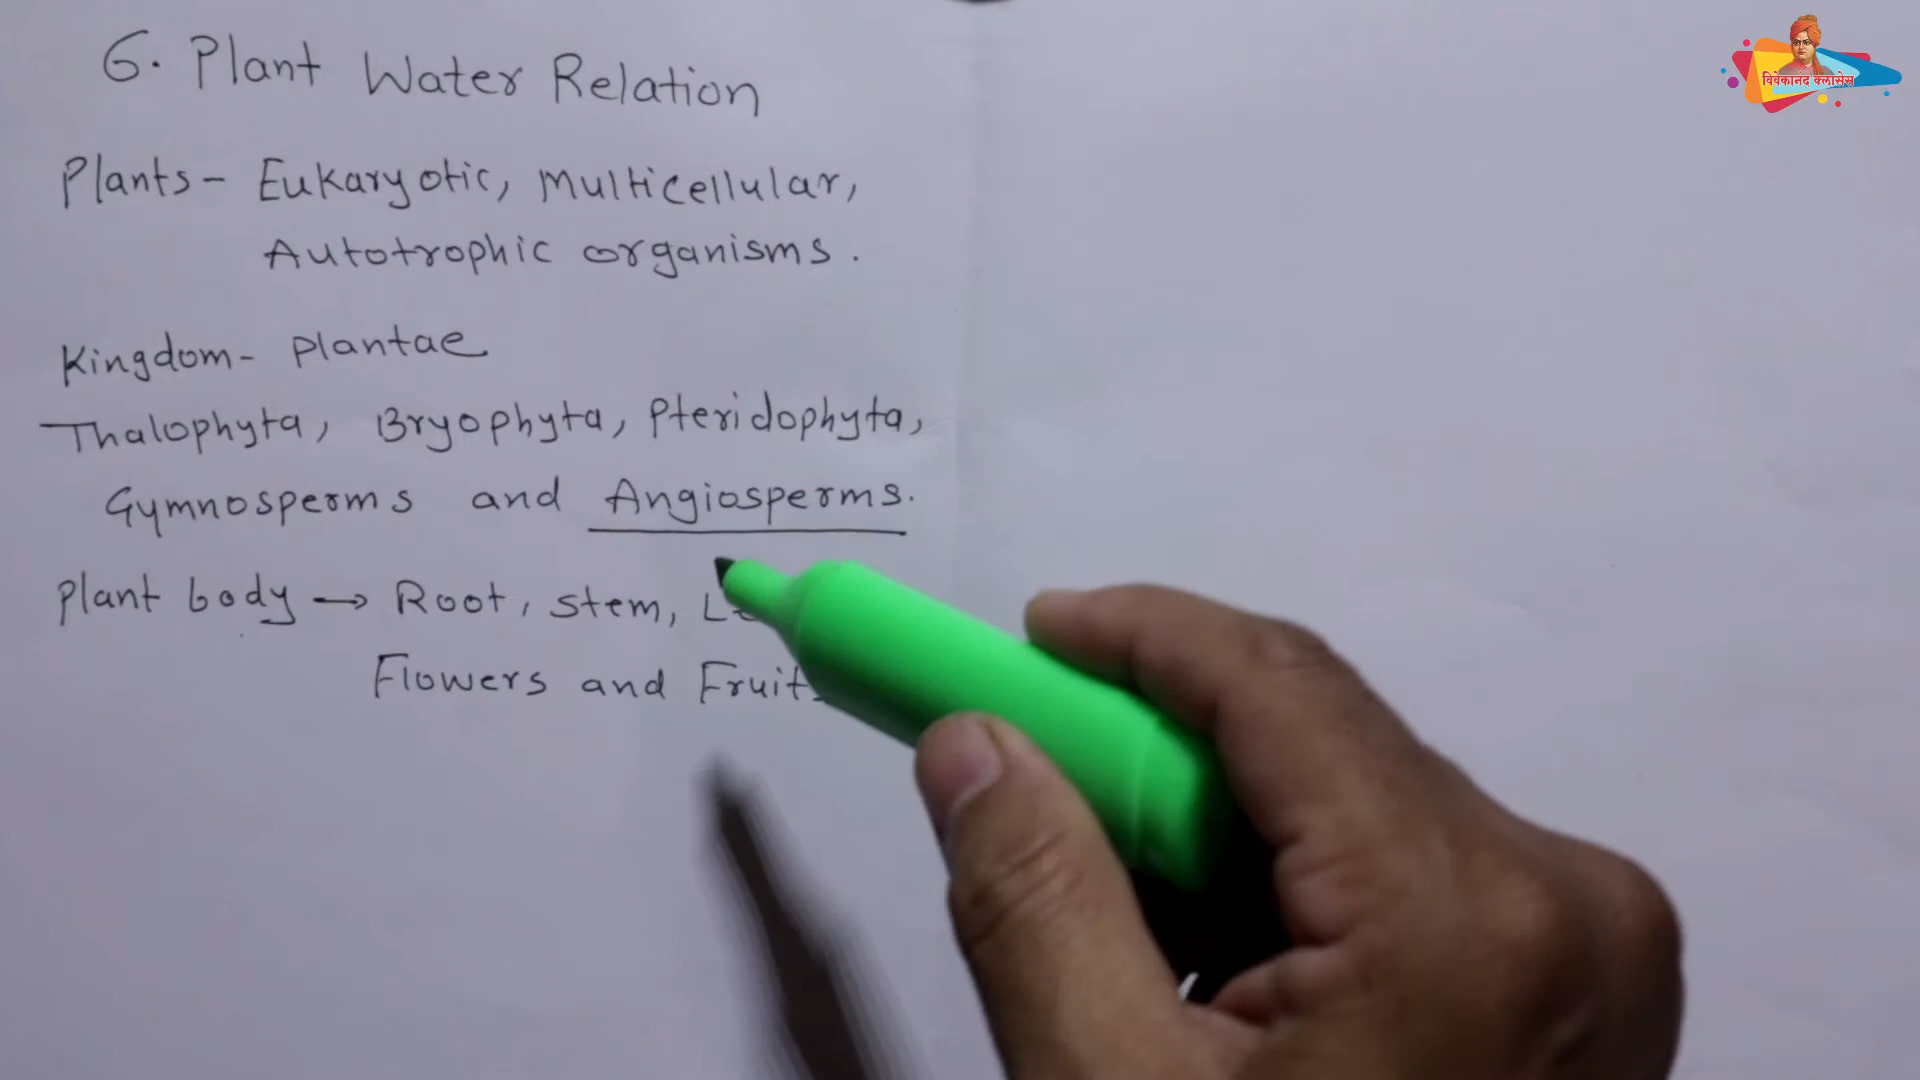 6. Plant Water Relation
विवेकानंद क्लासेस
Plants - Eukaryotic, Multicellular,
Autotrophic organisms.
Kingdom - Plantae
Thalophyta, Bryophyta, Pteridophyta,
Gymnosperms and Angiosperms.
Plant body → Root, stem,
Flowers and Fruits